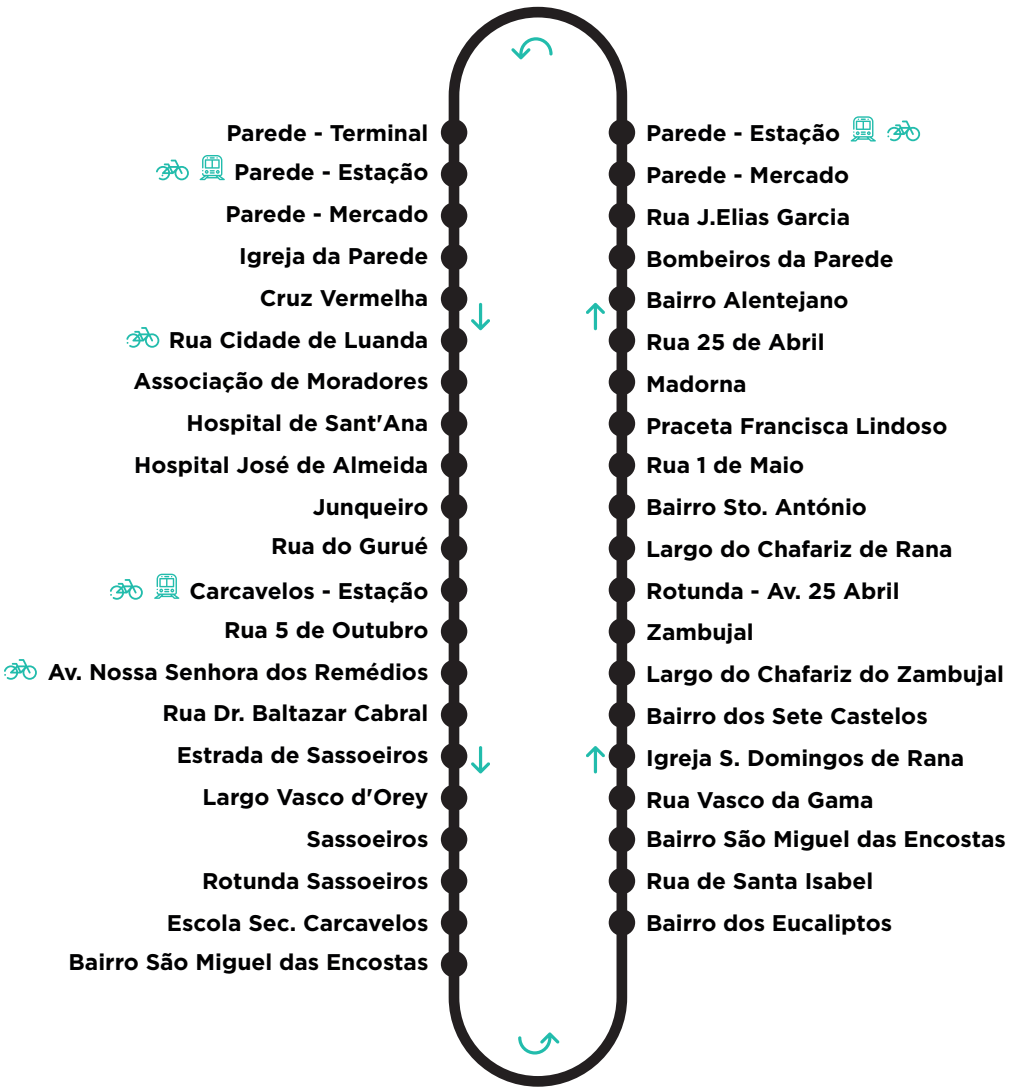 Parede - Terminal
Parede - Estação
Parede - Mercado
Igreja da Parede
Cruz Vermelha
Rua Cidade de Luanda
Associação de Moradores
Hospital de Sant'Ana
Hospital José de Almeida
Junqueiro
Rua do Gurué
Carcavelos - Estação
Rua 5 de Outubro
Av. Nossa Senhora dos Remédios
Rua Dr. Baltazar Cabral
Estrada de Sassoeiros
Largo Vasco d'Orey
Sassoeiros
Rotunda Sassoeiros
Escola Sec. Carcavelos
Bairro São Miguel das Encostas
Parede - Estação
Parede - Mercado
Rua J.Elias Garcia
Bombeiros da Parede
Bairro Alentejano
Rua 25 de Abril
Madorna
Praceta Francisca Lindoso
Rua 1 de Maio
Bairro Sto. António
Largo do Chafariz de Rana
Rotunda - Av. 25 Abril
Zambujal
Largo do Chafariz do Zambujal
Bairro dos Sete Castelos
Igreja S. Domingos de Rana
Rua Vasco da Gama
Bairro São Miguel das Encostas
Rua de Santa Isabel
Bairro dos Eucaliptos